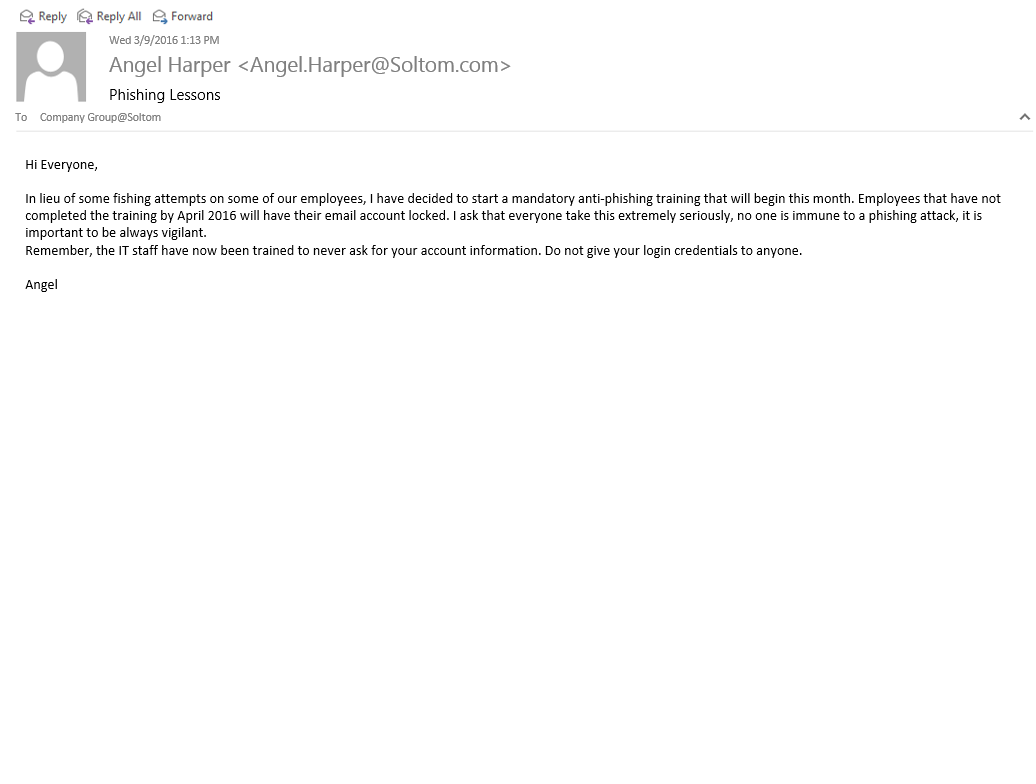 Reply Reply All Forward
Wed 3/9/2016 1:13 PM
Angel Harper <Angel.Harper@Soltom.com>
Phishing Lessons
To Company Group@Soltom
Hi Everyone,
In lieu of some fishing attempts on some of our employees, I have decided to start a mandatory anti-phishing training that will begin this month. Employees that have not
completed the training by April 2016 will have their email account locked. I ask that everyone take this extremely seriously, no one is immune to a phishing attack, it is
important to be always vigilant.
Remember, the IT staff have now been trained to never ask for your account information. Do not give your login credentials to anyone.
Angel